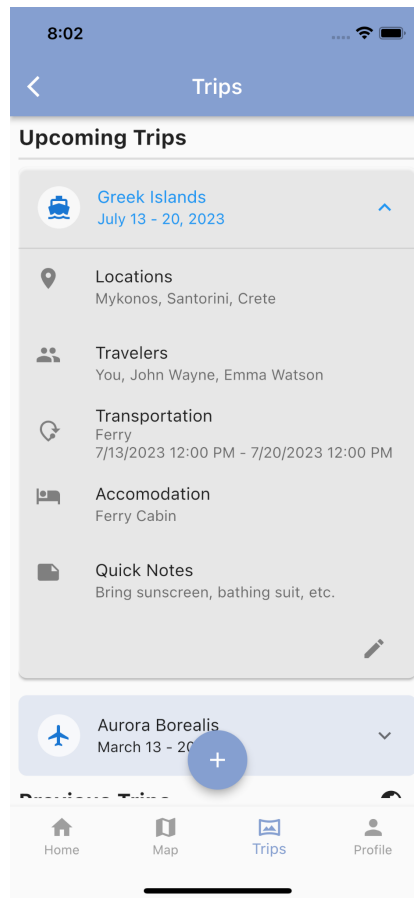 8:02
Trips
Upcoming Trips
Greek Islands
July 13 - 20, 2023
Locations
Mykonos, Santorini, Crete
Travelers
You, John Wayne, Emma Watson
Transportation
Ferry
7/13/2023 12:00 PM - 7/20/2023 12:00 PM
Accomodation
Ferry Cabin
Quick Notes
Bring sunscreen, bathing suit, etc.
Aurora Borealis
March 13 - 20
+
Previous Trips
Home
Map
Trips
Profile